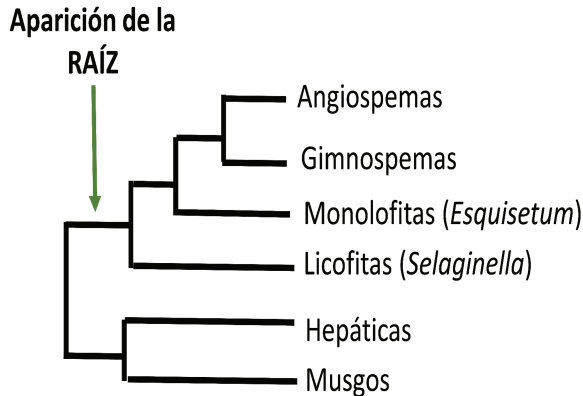 Aparición de la
RAÍZ
Angiospemas
Gimnospemas
Monolofitas (Esquisetum)
Licofitas (Selaginella)
Hepáticas
Musgos